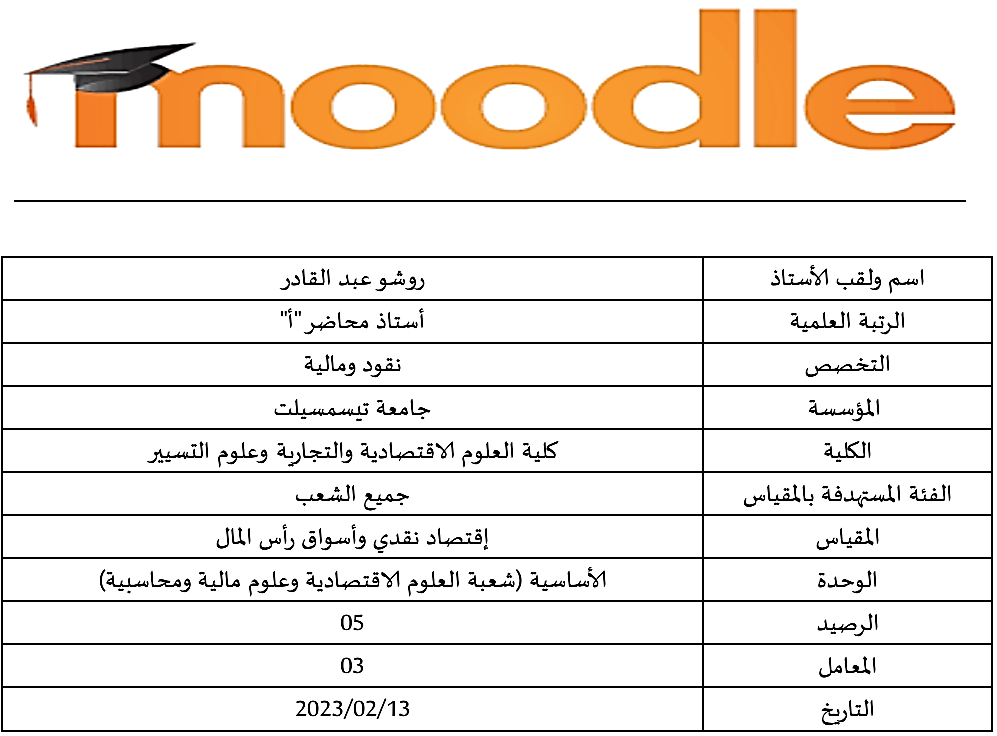 moodle
اسم ولقب الأستاذ روشو عبد القادر
الرتبة العلمية أستاذ محاضر "أ"
التخصص نقود ومالية
المؤسسة جامعة تيسمسيلت
الكلية كلية العلوم الاقتصادية والتجارية وعلوم التسيير
الفئة المستهدفة بالمقياس جميع الشعب
المقياس إقتصاد نقدي وأسواق رأس المال
الوحدة الأساسية (شعبة العلوم الاقتصادية وعلوم مالية ومحاسبية)
الرصيد 05
المعامل 03
التاريخ 2023/02/13